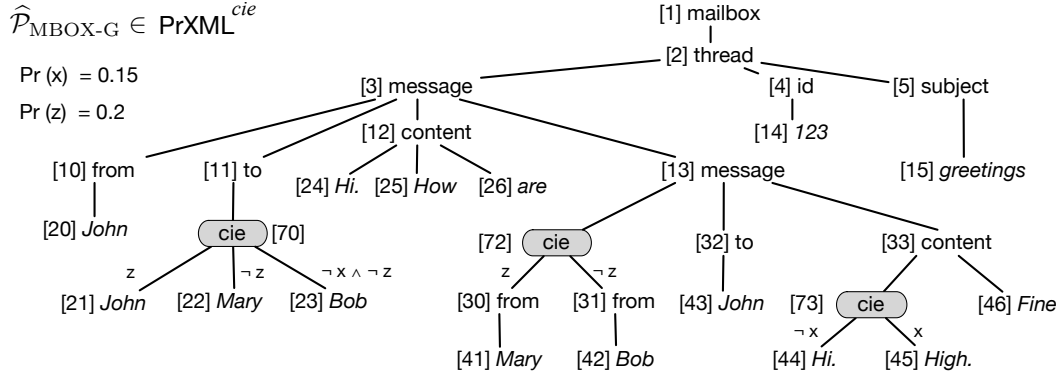 𝒫̂MBOX-G ∈ PrXML^cie
[1] mailbox
[2] thread
Pr (x) = 0.15
[3] message [4] id [5] subject
Pr (z) = 0.2
[12] content [14] 123
[10] from [11] to [13] message [15] greetings
[24] Hi. [25] How [26] are
[20] John cie [70] [72] cie [32] to [33] content
z ¬ z ¬ x ∧ ¬ z z ¬ z
[21] John [22] Mary [23] Bob [30] from [31] from [43] John [73] cie [46] Fine
¬ x x
[41] Mary [42] Bob [44] Hi. [45] High.